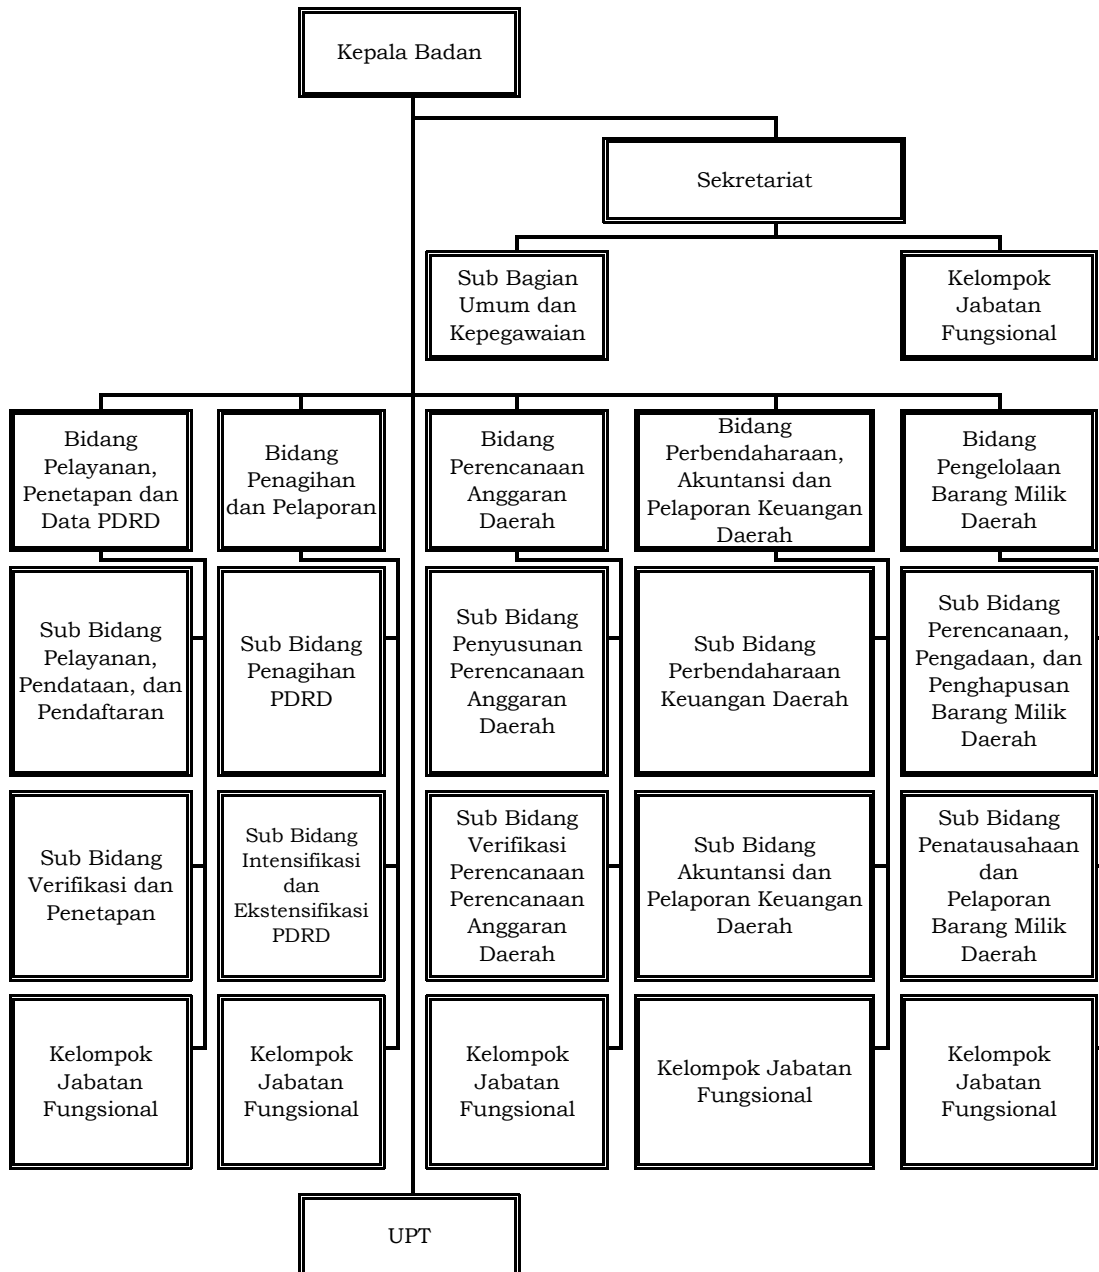 Kepala Badan
Sekretariat
Sub Bagian
Umum dan
Kepegawaian
Kelompok
Jabatan
Fungsional
Bidang
Pelayanan,
Penetapan dan
Data PDRD
Bidang
Penagihan
dan Pelaporan
Bidang
Perencanaan
Anggaran
Daerah
Bidang
Perbendaharaan,
Akuntansi dan
Pelaporan Keuangan
Daerah
Bidang
Pengelolaan
Barang Milik
Daerah
Sub Bidang
Pelayanan,
Pendataan, dan
Pendaftaran
Sub Bidang
Penagihan
PDRD
Sub Bidang
Penyusunan
Perencanaan
Anggaran
Daerah
Sub Bidang
Perbendaharaan
Keuangan Daerah
Sub Bidang
Perencanaan,
Pengadaan, dan
Penghapusan
Barang Milik
Daerah
Sub Bidang
Verifikasi dan
Penetapan
Sub Bidang
Intensifikasi
dan
Ekstensifikasi
PDRD
Sub Bidang
Verifikasi
Perencanaan
Perencanaan
Anggaran
Daerah
Sub Bidang
Akuntansi dan
Pelaporan Keuangan
Daerah
Sub Bidang
Penatausahaan
dan
Pelaporan
Barang Milik
Daerah
Kelompok
Jabatan
Fungsional
Kelompok
Jabatan
Fungsional
Kelompok
Jabatan
Fungsional
Kelompok Jabatan
Fungsional
Kelompok
Jabatan
Fungsional
UPT